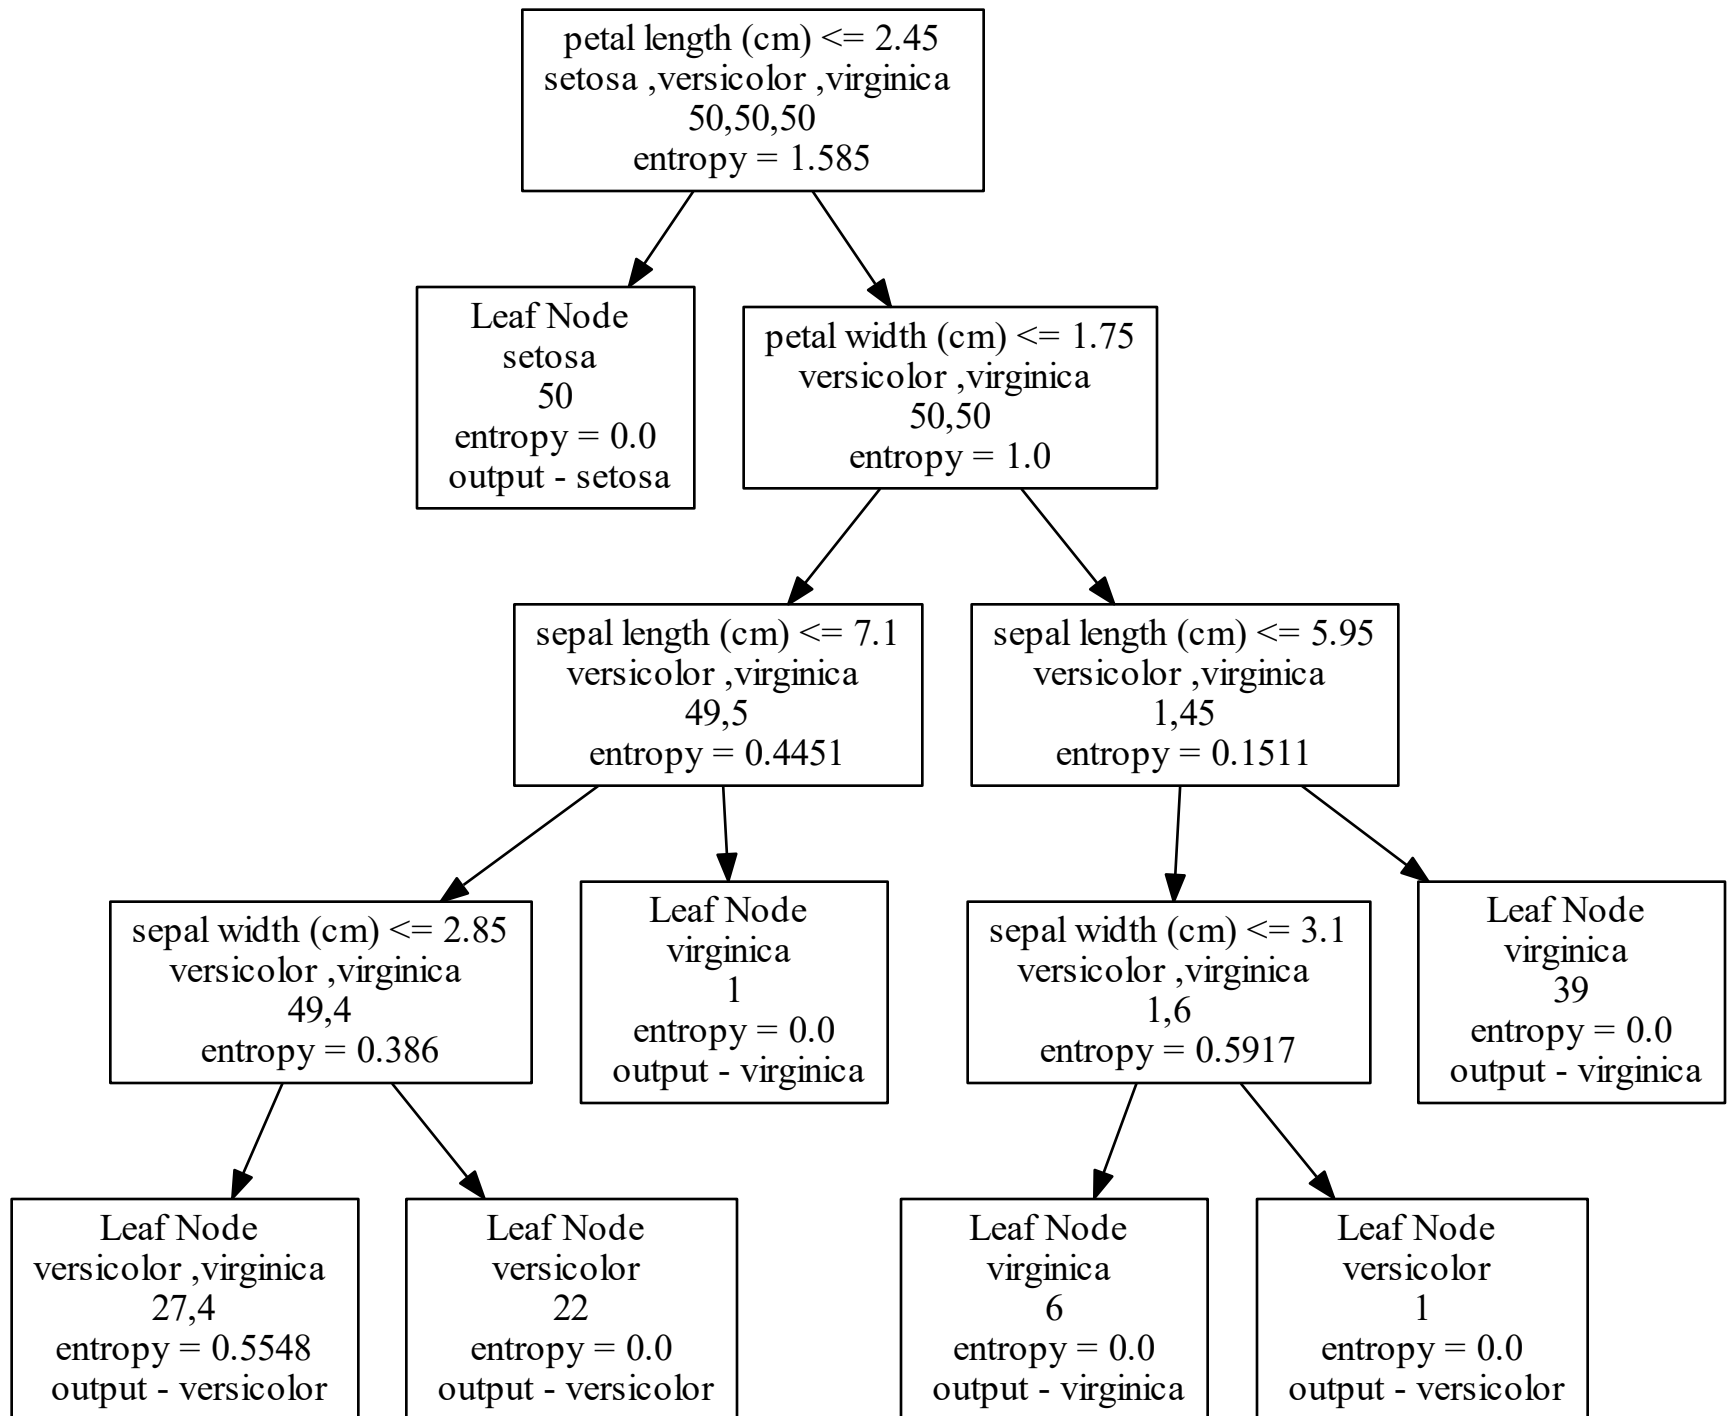 petal length (cm) <= 2.45
setosa ,versicolor ,virginica
50,50,50
entropy = 1.585
Leaf Node
setosa
50
entropy = 0.0
output - setosa
petal width (cm) <= 1.75
versicolor ,virginica
50,50
entropy = 1.0
sepal length (cm) <= 7.1
versicolor ,virginica
49,5
entropy = 0.4451
sepal length (cm) <= 5.95
versicolor ,virginica
1,45
entropy = 0.1511
sepal width (cm) <= 2.85
versicolor ,virginica
49,4
entropy = 0.386
Leaf Node
virginica
1
entropy = 0.0
output - virginica
sepal width (cm) <= 3.1
versicolor ,virginica
1,6
entropy = 0.5917
Leaf Node
virginica
39
entropy = 0.0
output - virginica
Leaf Node
versicolor ,virginica
27,4
entropy = 0.5548
output - versicolor
Leaf Node
versicolor
22
entropy = 0.0
output - versicolor
Leaf Node
virginica
6
entropy = 0.0
output - virginica
Leaf Node
versicolor
1
entropy = 0.0
output - versicolor